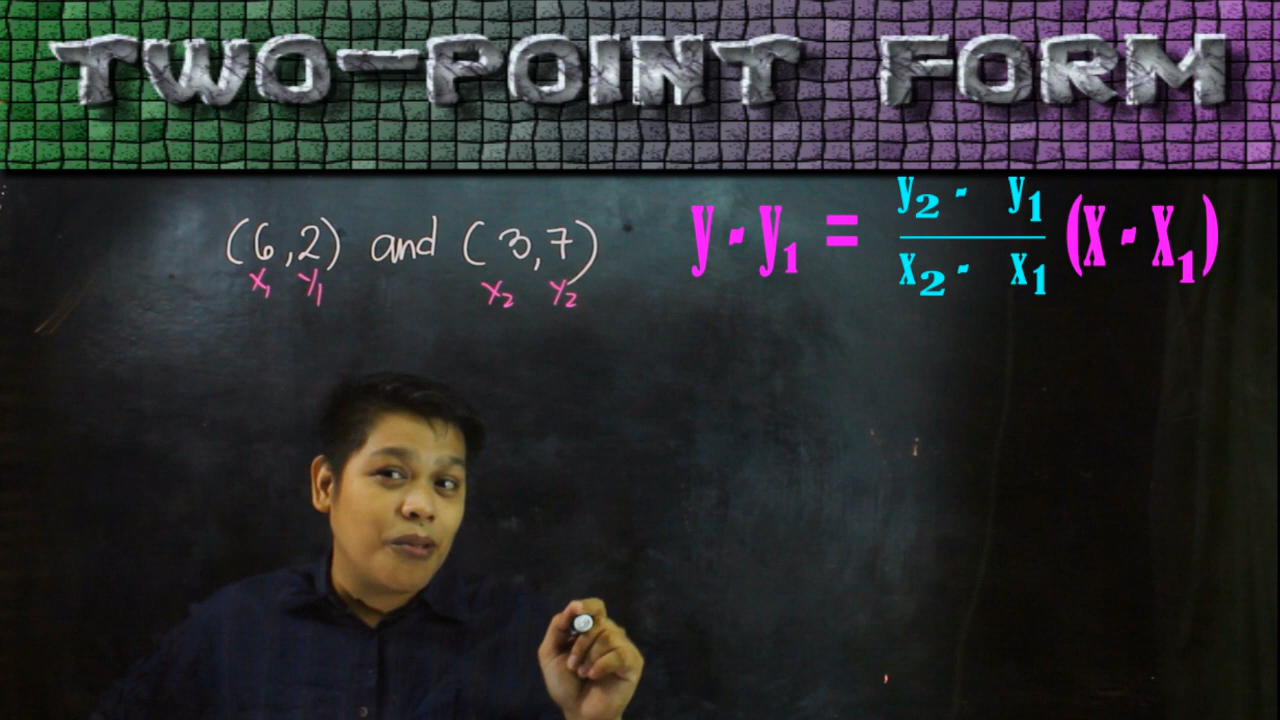 TWO-POINT FORM
(6,2) and (3,7)
x₁ y₁ x₂ y₂
y - y₁ = y₂ - y₁ / x₂ - x₁ (x - x₁)